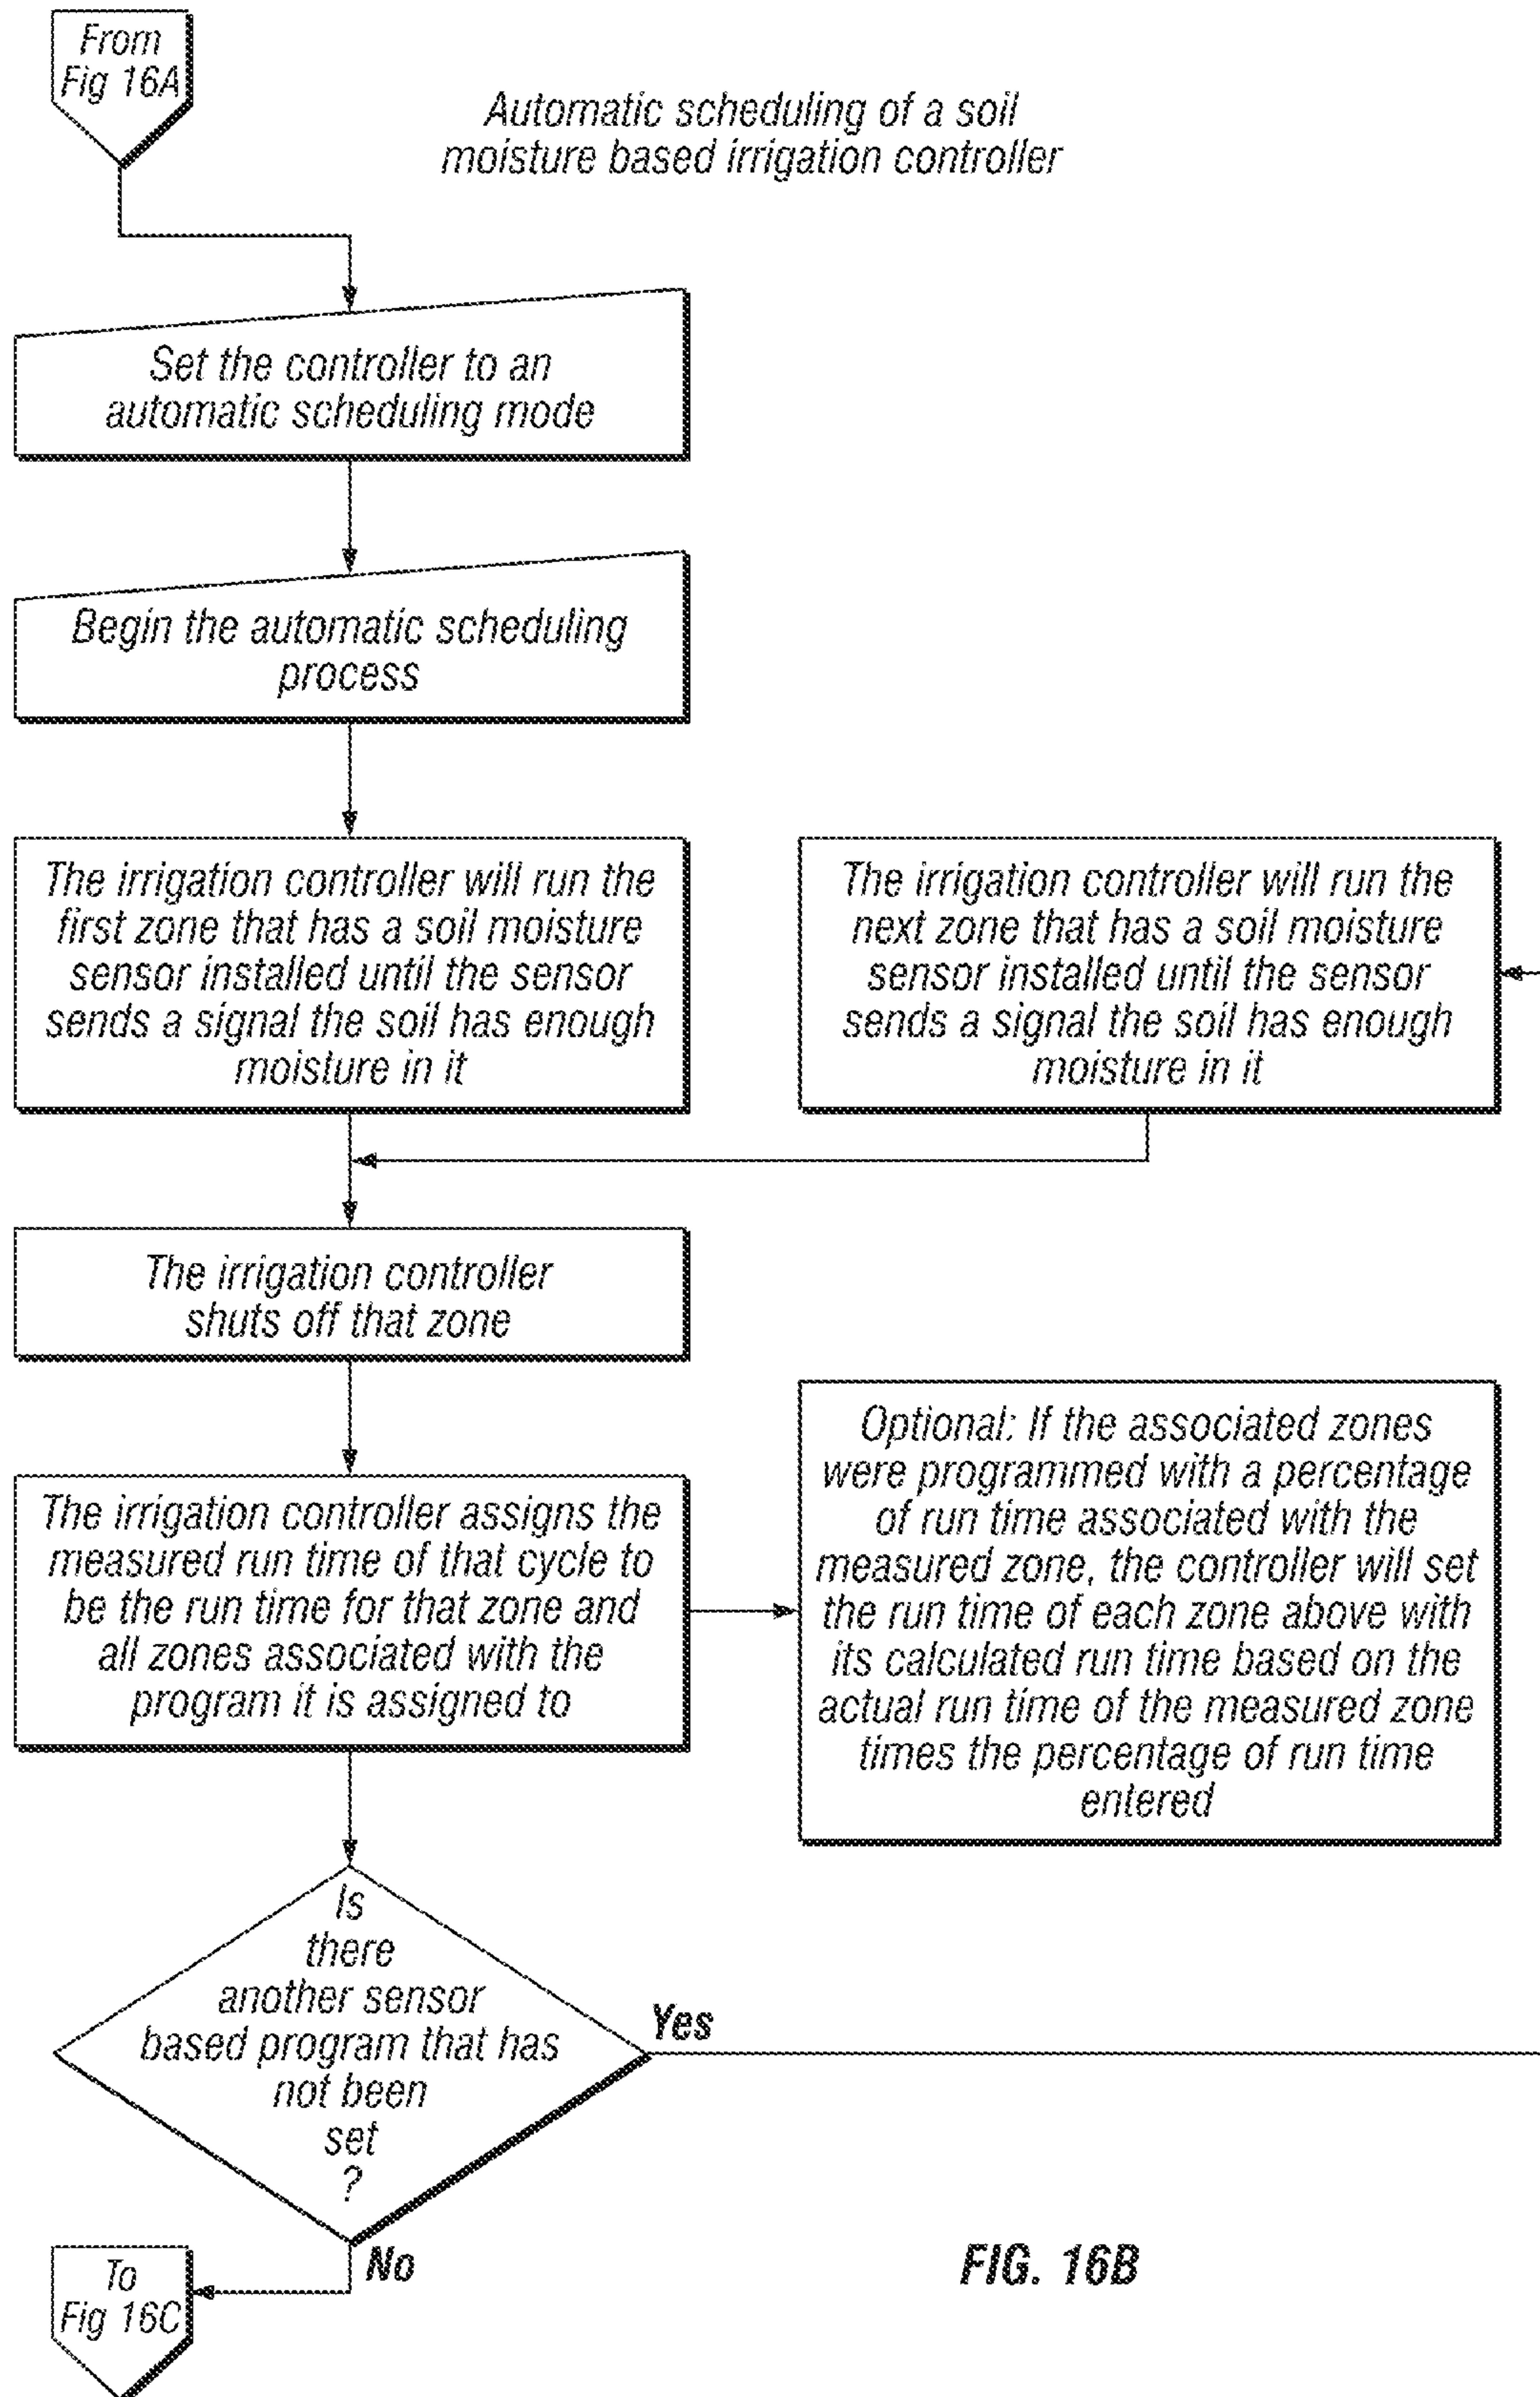 From
Fig 16A
Automatic scheduling of a soil
moisture based irrigation controller
Set the controller to an
automatic scheduling mode
Begin the automatic scheduling
process
The irrigation controller will run the
first zone that has a soil moisture
sensor installed until the sensor
sends a signal the soil has enough
moisture in it
The irrigation controller will run the
next zone that has a soil moisture
sensor installed until the sensor
sends a signal the soil has enough
moisture in it
The irrigation controller
shuts off that zone
The irrigation controller assigns the
measured run time of that cycle to
be the run time for that zone and
all zones associated with the
program it is assigned to
Optional: If the associated zones
were programmed with a percentage
of run time associated with the
measured zone, the controller will set
the run time of each zone above with
its calculated run time based on the
actual run time of the measured zone
times the percentage of run time
entered
Is
there
another sensor
based program that has
not been
set
?
Yes
No
To
Fig 16C
FIG. 16B